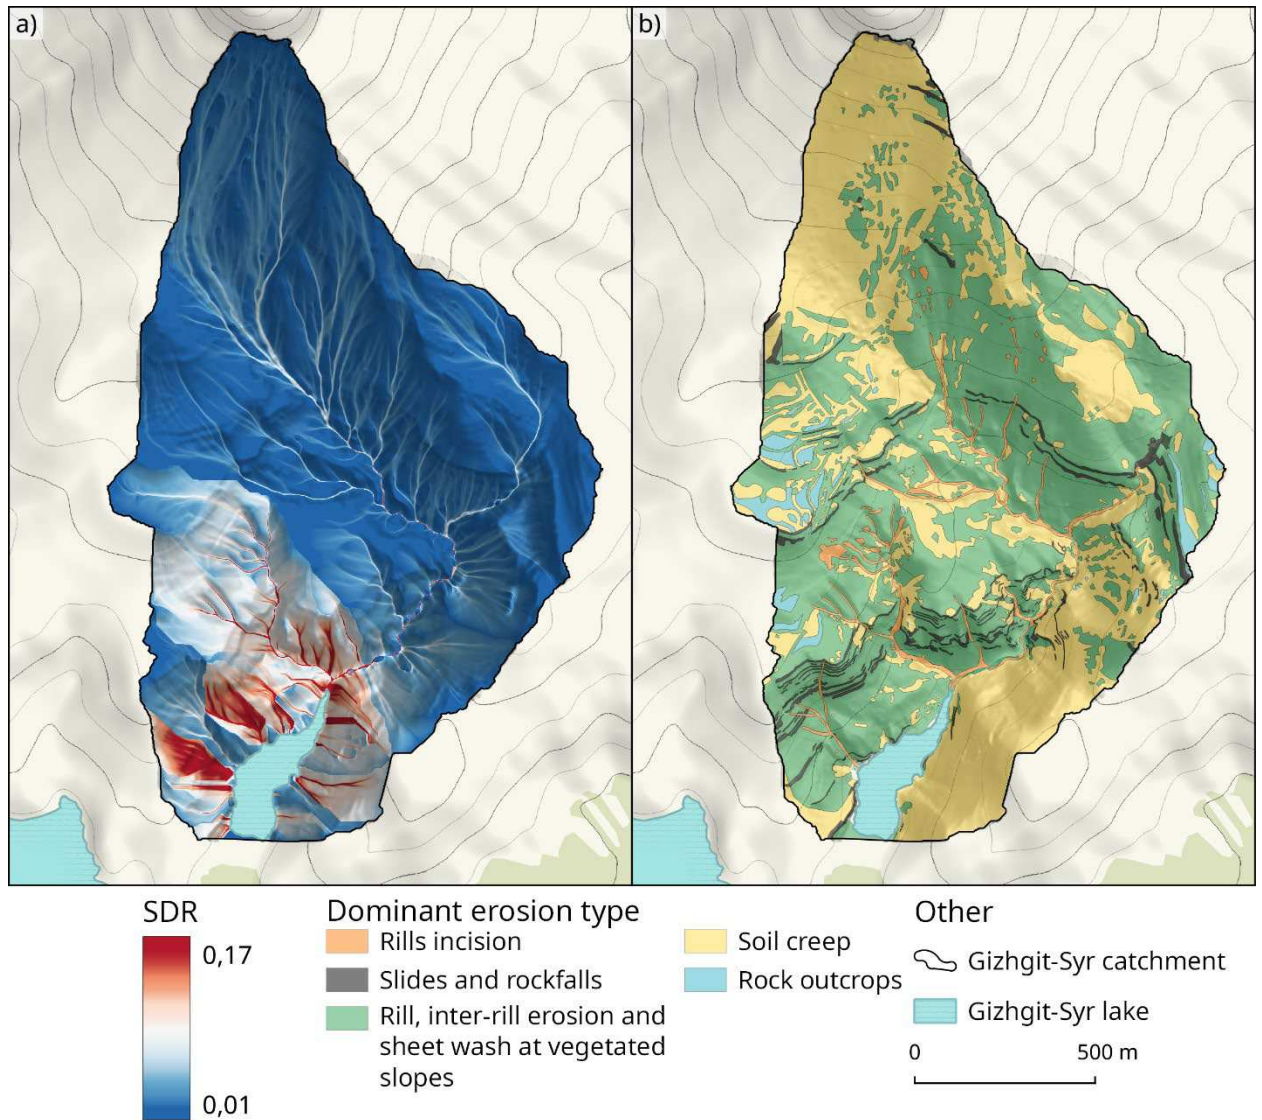 a)
b)
SDR
0,17
0,01
Dominant erosion type
Rills incision
Slides and rockfalls
Rill, inter-rill erosion and
sheet wash at vegetated
slopes
Soil creep
Rock outcrops
Other
Gizhgit-Syr catchment
Gizhgit-Syr lake
0
500 m